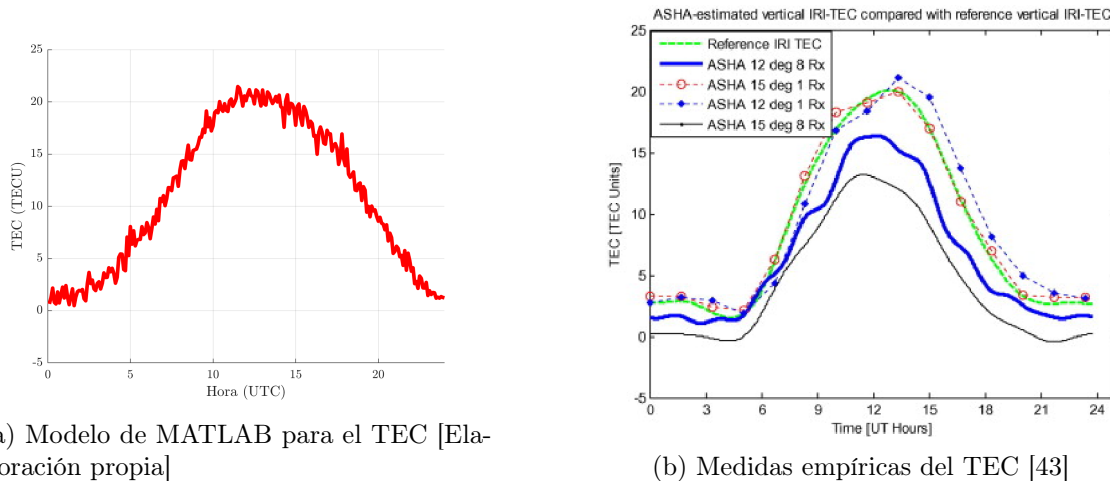 25
20
15
10
5
0
-5
TEC (TECU)
0
5
10
15
20
Hora (UTC)
a) Modelo de MATLAB para el TEC [Ela-
oración propia]
ASHA-estimated vertical IRI-TEC compared with reference vertical IRI-TEC
25
20
15
10
5
0
-5
TEC [TEC Units]
Reference IRI TEC
ASHA 12 deg 8 Rx
ASHA 15 deg 1 Rx
ASHA 12 deg 1 Rx
ASHA 15 deg 8 Rx
0
3
6
9
12
15
18
21
24
Time [UT Hours]
(b) Medidas empíricas del TEC [43]